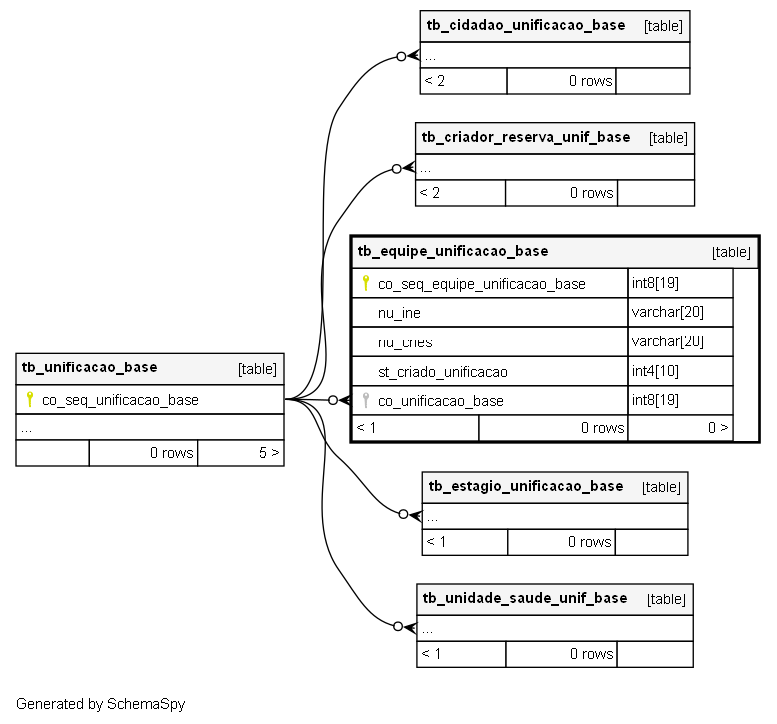 tb_cidadao_unificacao_base [table]
...
< 2 0 rows
tb_criador_reserva_unif_base [table]
...
< 2 0 rows
tb_equipe_unificacao_base [table]
co_seq_equipe_unificacao_base int8[19]
nu_ine varchar[20]
nu_cnes varchar[20]
st_criado_unificacao int4[10]
co_unificacao_base int8[19]
< 1 0 rows 0 >
tb_unificacao_base [table]
co_seq_unificacao_base
...
0 rows 5 >
tb_estagio_unificacao_base [table]
...
< 1 0 rows
tb_unidade_saude_unif_base [table]
...
< 1 0 rows
Generated by SchemaSpy